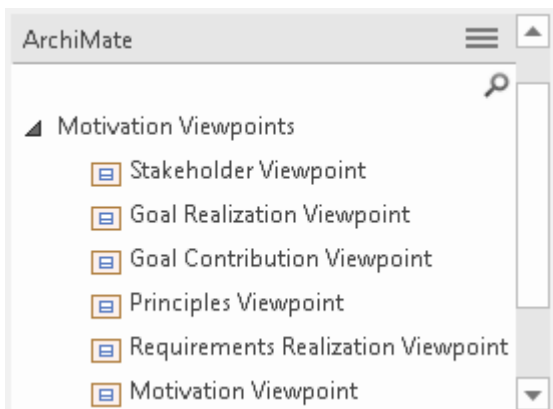 ArchiMate
Motivation Viewpoints
Stakeholder Viewpoint
Goal Realization Viewpoint
Goal Contribution Viewpoint
Principles Viewpoint
Requirements Realization Viewpoint
Motivation Viewpoint